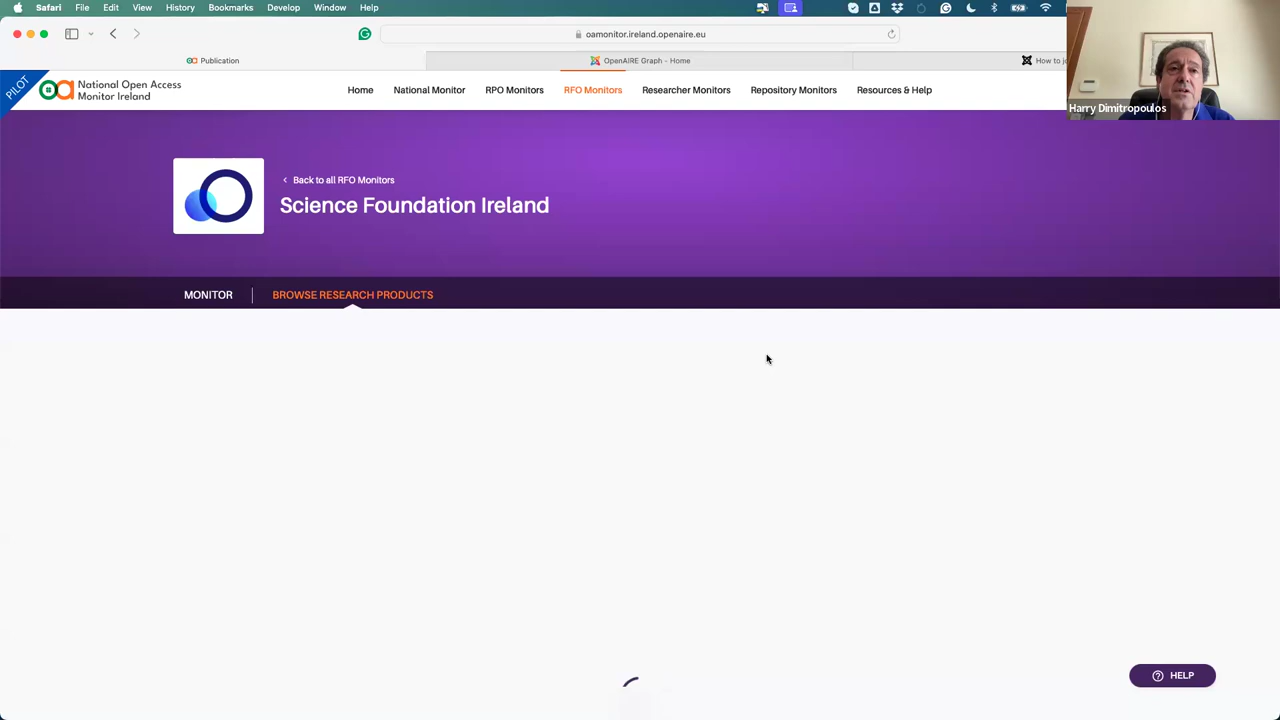 Safari File Edit View History Bookmarks Develop Window Help
oamonitor.ireland.openaire.eu
Publication
OpenAIRE Graph - Home
How to jo
PILOT
National Open Access
Monitor Ireland
Home National Monitor RPO Monitors RFO Monitors Researcher Monitors Repository Monitors Resources & Help
Harry Dimitropoulos
Back to all RFO Monitors
Science Foundation Ireland
MONITOR BROWSE RESEARCH PRODUCTS
HELP